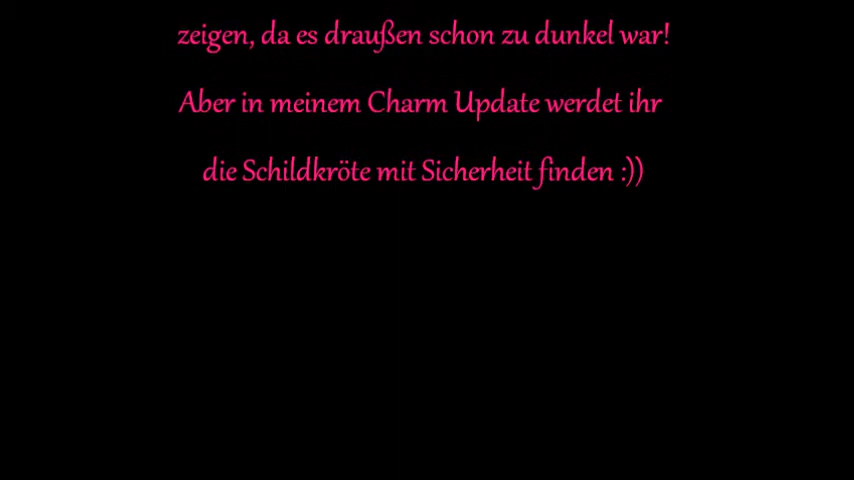 zeigen, da es draußen schon zu dunkel war!
Aber in meinem Charm Update werdet ihr
die Schildkröte mit Sicherheit finden :))